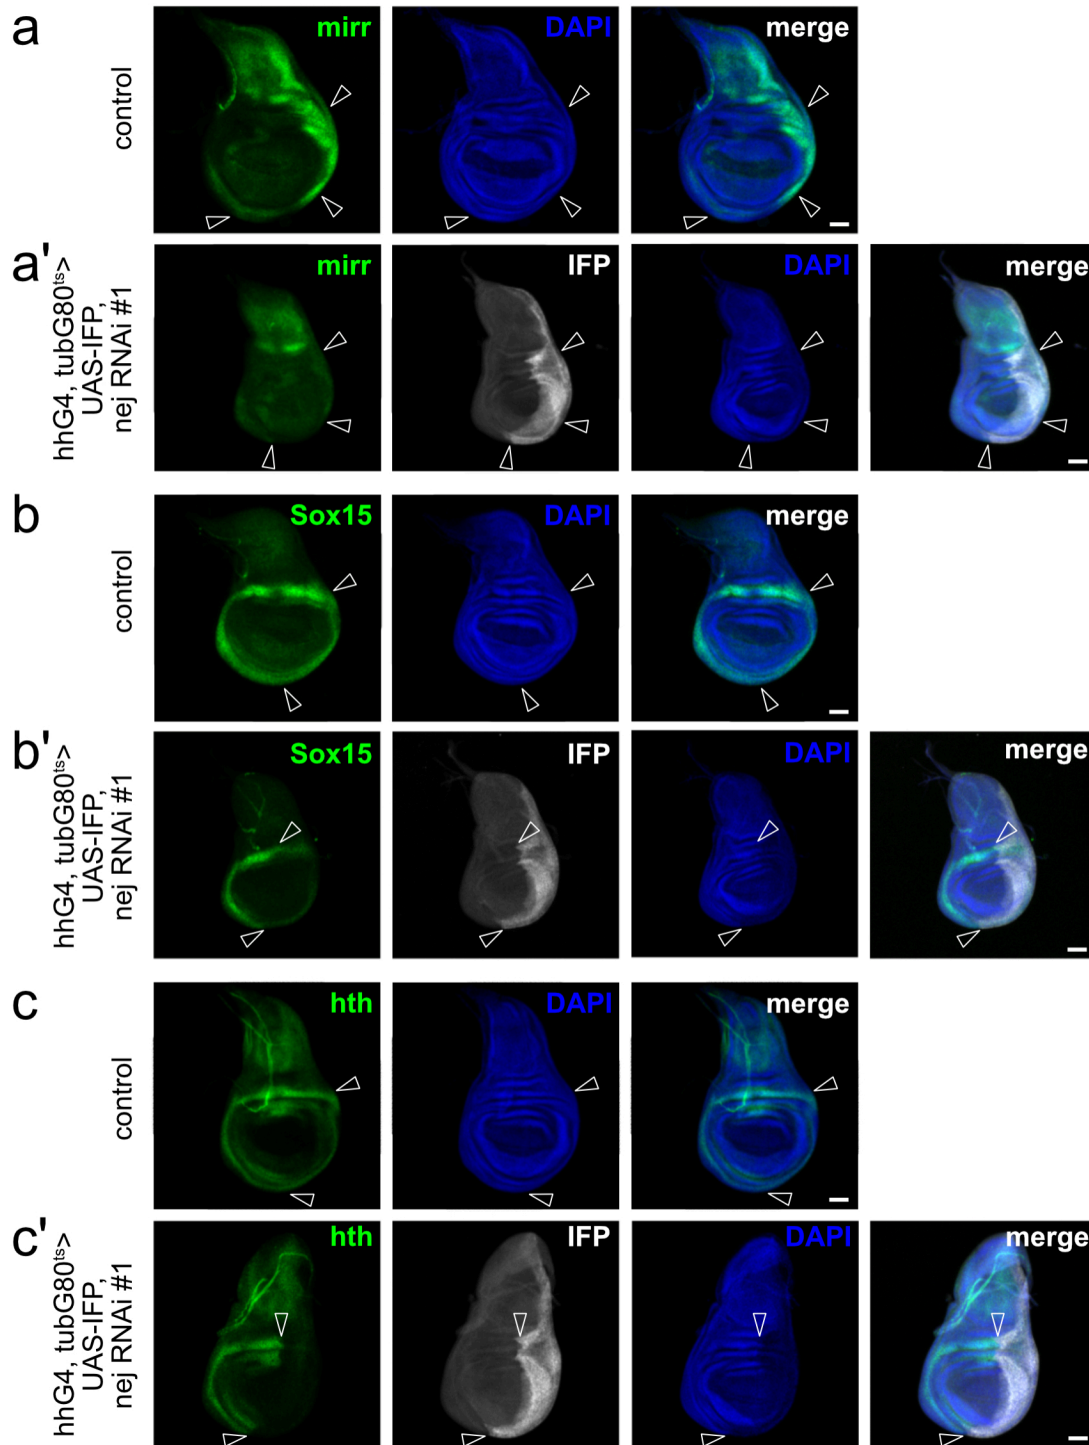 a
control
mirr
DAPI
merge
a'
hhG4, tubG80ts>
UAS-IFP,
nej RNAi #1
mirr
IFP
DAPI
merge
b
control
Sox15
DAPI
merge
b'
hhG4, tubG80ts>
UAS-IFP,
nej RNAi #1
Sox15
IFP
DAPI
merge
c
control
hth
DAPI
merge
c'
hhG4, tubG80ts>
UAS-IFP,
nej RNAi #1
hth
IFP
DAPI
merge